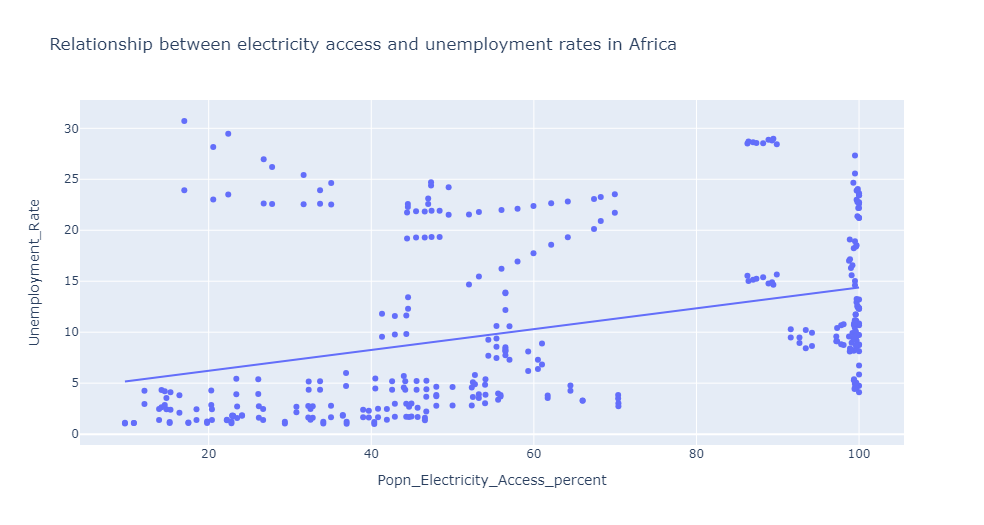 Relationship between electricity access and unemployment rates in Africa
30
25
20
15
10
5
0
Unemployment_Rate
20 40 60 80 100
Popn_Electricity_Access_percent